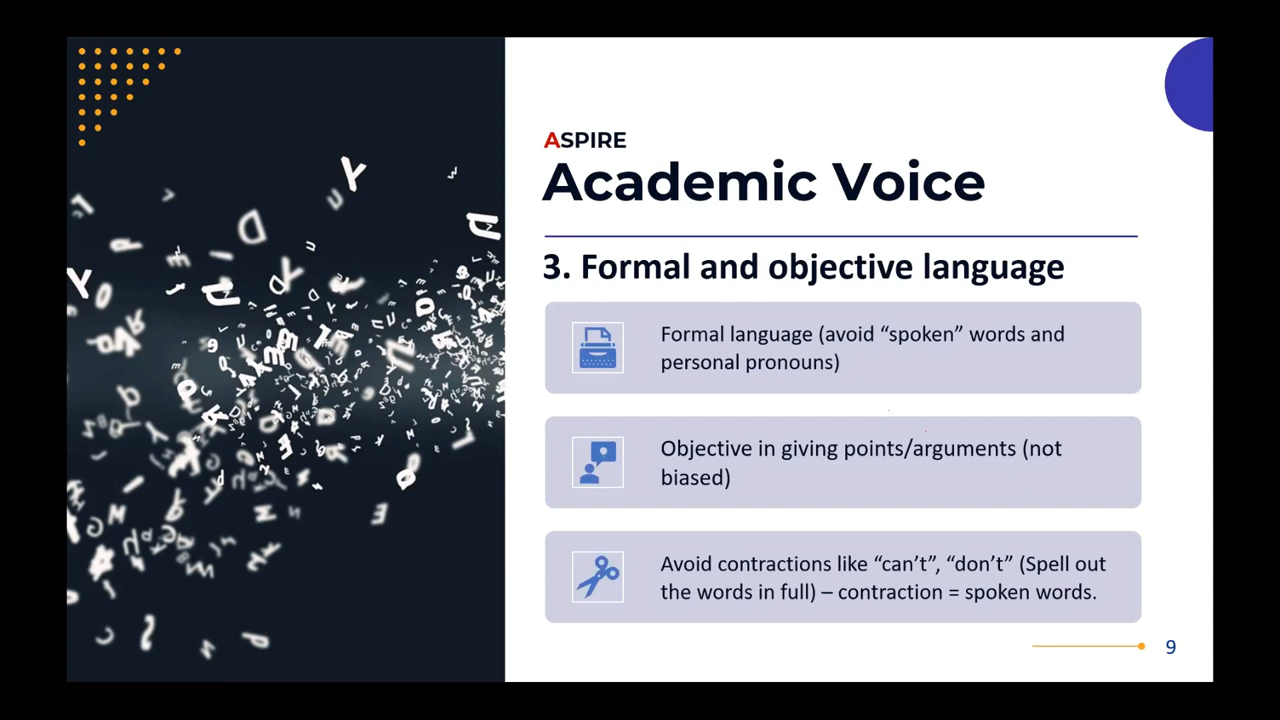 ASPIRE
Academic Voice
3. Formal and objective language
Formal language (avoid “spoken” words and
personal pronouns)
Objective in giving points/arguments (not
biased)
Avoid contractions like “can’t”, “don’t” (Spell out
the words in full) – contraction = spoken words.
9